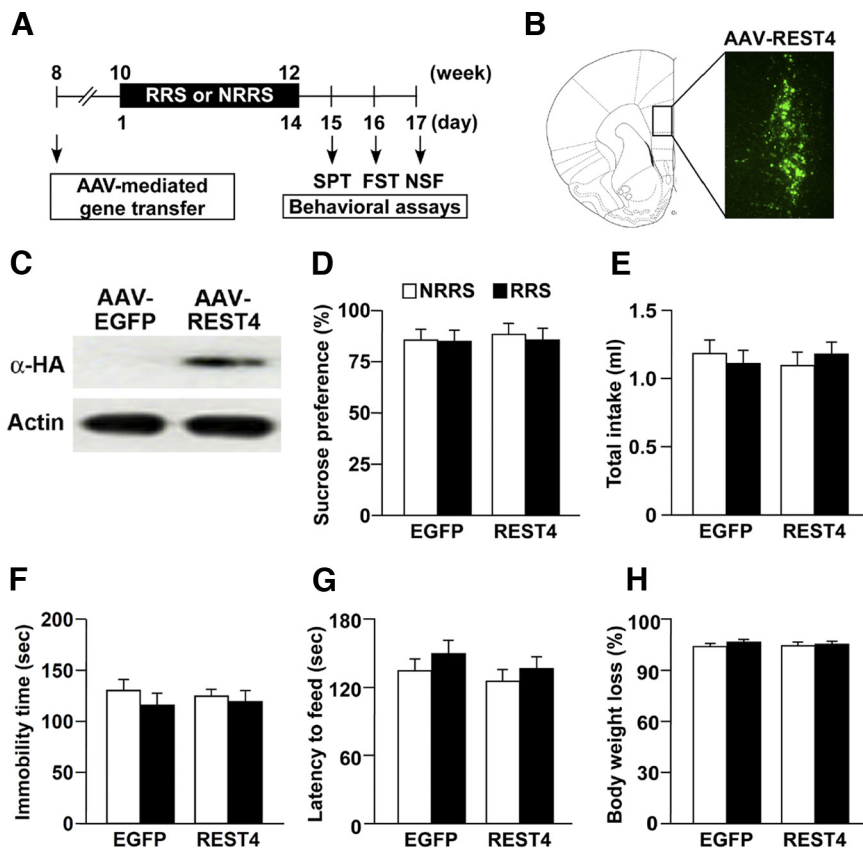 A
8 10 12 (week)
RRS or NRRS
1 14 15 16 17 (day)
SPT FST NSF
AAV-mediated
gene transfer
Behavioral assays
B
AAV-REST4
C
AAV-
EGFP
AAV-
REST4
α-HA
Actin
D
NRRS RRS
Sucrose preference (%)
100
75
50
25
0
EGFP REST4
E
Total intake (ml)
1.5
1.0
0.5
0
EGFP REST4
F
Immobility time (sec)
200
150
100
50
0
EGFP REST4
G
Latency to feed (sec)
180
120
60
0
EGFP REST4
H
Body weight loss (%)
100
90
60
30
0
EGFP REST4